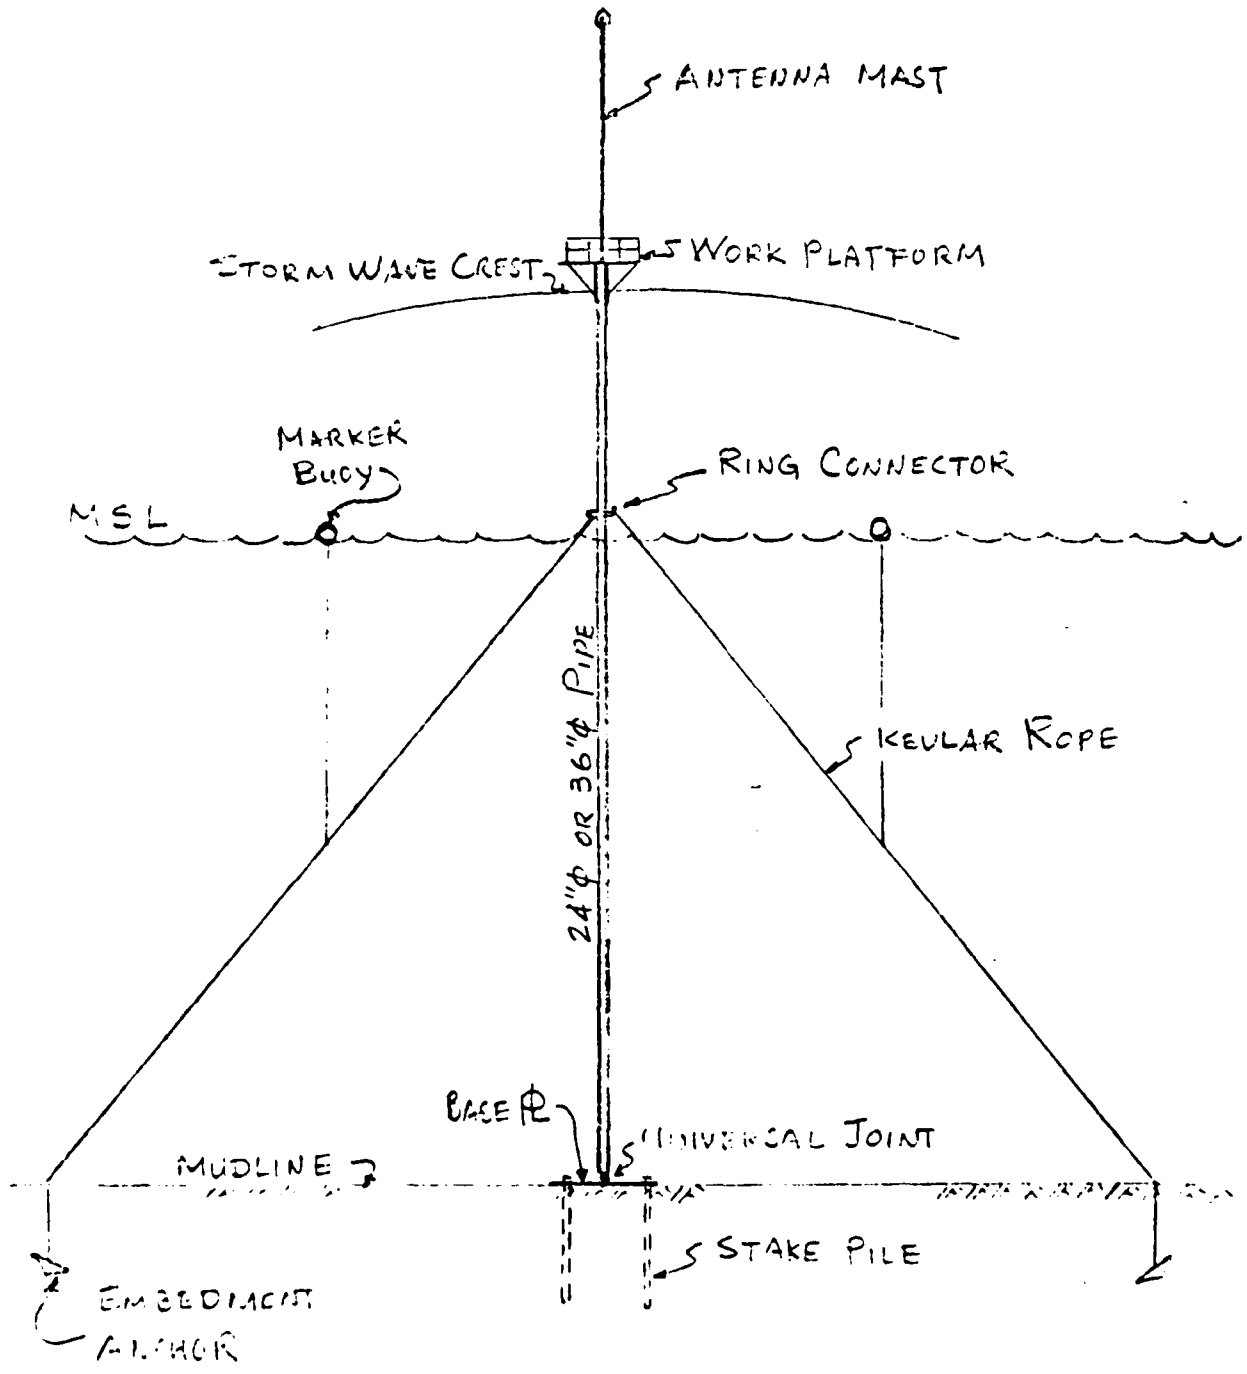 ANTENNA MAST
WORK PLATFORM
STORM WAVE CREST
MARKER
BUOY
RING CONNECTOR
MSL
24"ϕ OR 36"ϕ PIPE
KEVLAR ROPE
BASE ⅊
UNIVERSAL JOINT
MUDLINE
STAKE PILE
EMBEDMENT
ANCHOR